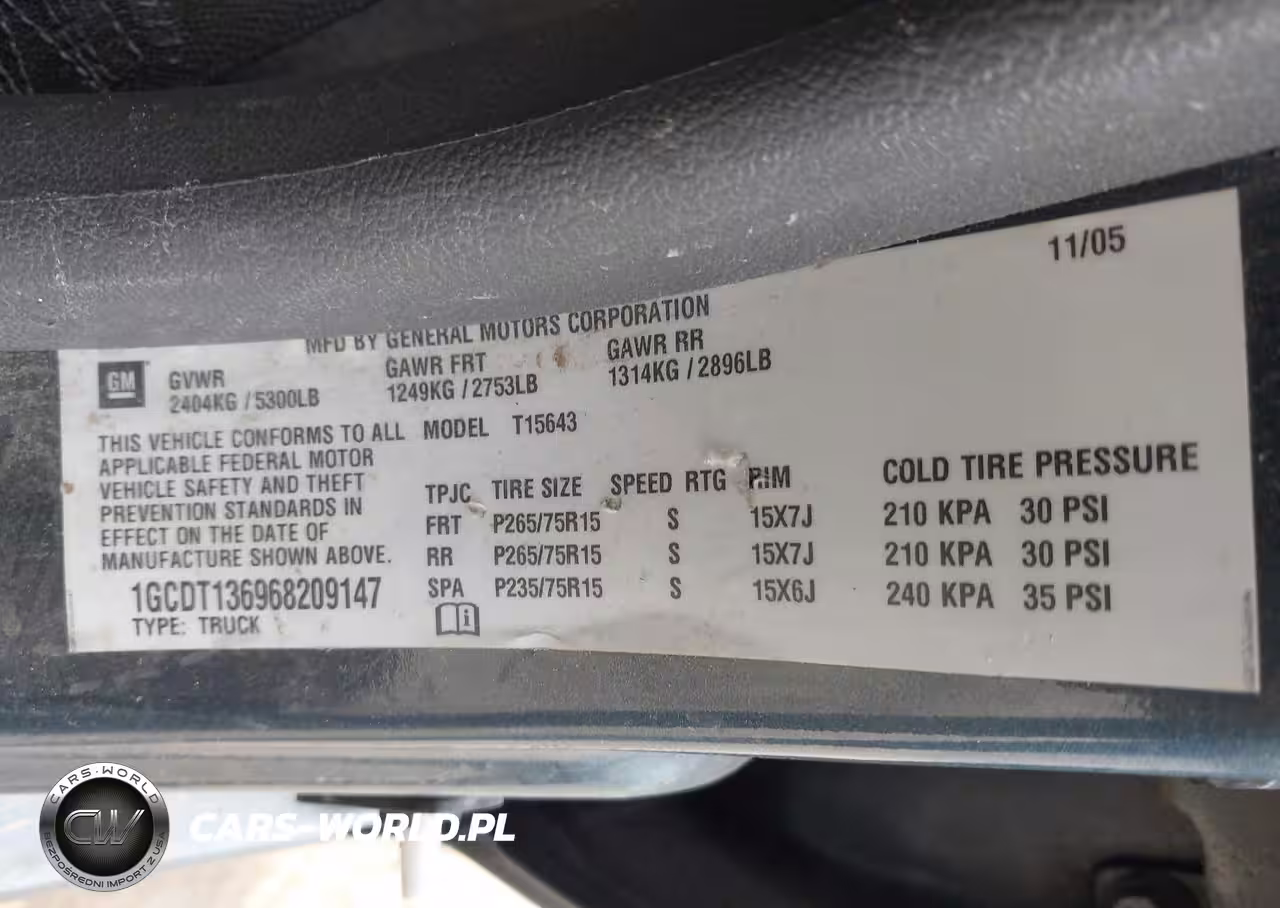 11/05
MFD BY GENERAL MOTORS CORPORATION
GM
GVWR GAWR FRT GAWR RR
2404KG / 5300LB 1249KG / 2753LB 1314KG / 2896LB
THIS VEHICLE CONFORMS TO ALL
APPLICABLE FEDERAL MOTOR
VEHICLE SAFETY AND THEFT
PREVENTION STANDARDS IN
EFFECT ON THE DATE OF
MANUFACTURE SHOWN ABOVE.
1GCDT136968209147
TYPE: TRUCK
MODEL T15643
TPJC TIRE SIZE SPEED RTG RIM COLD TIRE PRESSURE
FRT P265/75R15 S 15X7J 210 KPA 30 PSI
RR P265/75R15 S 15X7J 210 KPA 30 PSI
SPA P235/75R15 S 15X6J 240 KPA 35 PSI
i
CARS-WORLD
CW
BEZPOŚREDNI IMPORT Z USA
CARS-WORLD.PL